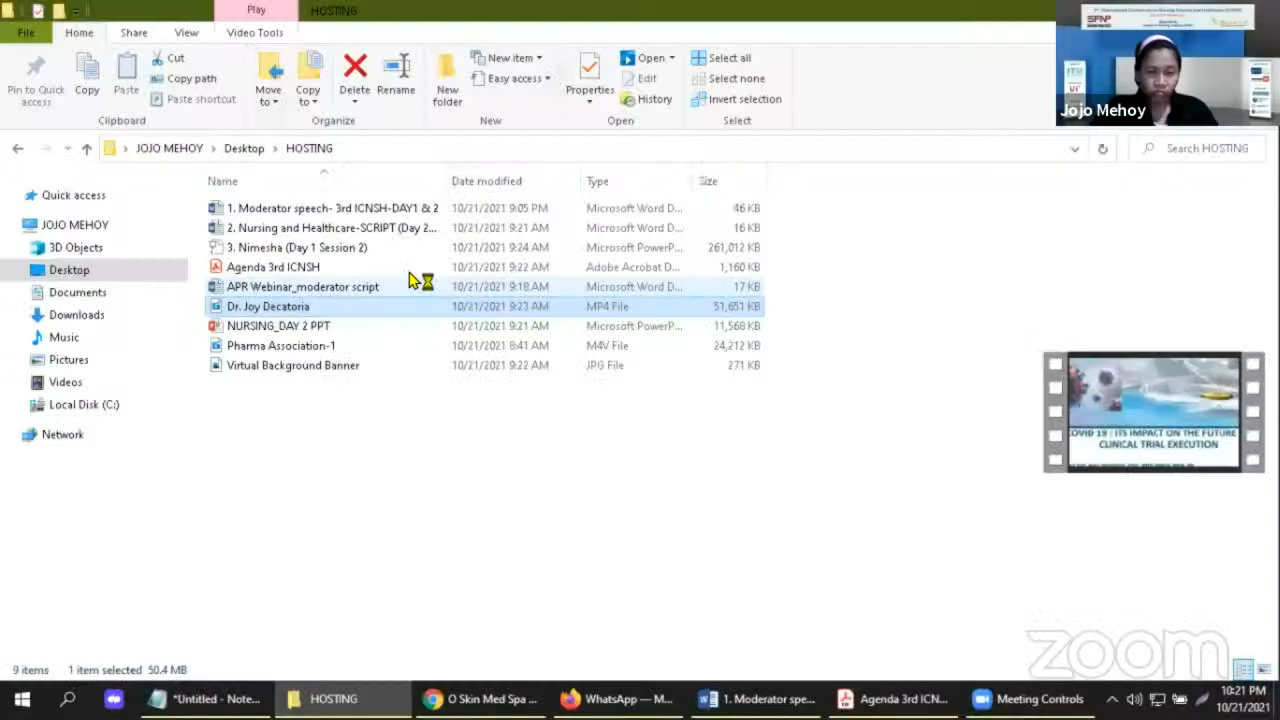 Play
HOSTING
File
Home
Share
View
Video Tools
Pin to Quick access
Copy
Paste
Cut
Copy path
Paste shortcut
Clipboard
Move to
Copy to
Delete
Rename
Organize
New folder
New item
Easy access
New
Properties
Open
Edit
History
Open
Select all
Select none
Invert selection
Select
Jojo Mehoy
JOJO MEHOY
Desktop
HOSTING
Search HOSTING
Name
Date modified
Type
Size
1. Moderator speech- 3rd ICNSH-DAY1 & 2 10/21/2021 9:05 PM Microsoft Word D... 46 KB
2. Nursing and Healthcare-SCRIPT (Day 2... 10/21/2021 9:21 AM Microsoft Word D... 16 KB
3. Nimesha (Day 1 Session 2) 10/21/2021 9:24 AM Microsoft PowerP... 261,012 KB
Agenda 3rd ICNSH 10/21/2021 9:22 AM Adobe Acrobat D... 1,160 KB
APR Webinar_moderator script 10/21/2021 9:18 AM Microsoft Word D... 17 KB
Dr. Joy Decatoria 10/21/2021 9:23 AM MP4 File 51,651 KB
NURSING_DAY 2 PPT 10/21/2021 9:21 AM Microsoft PowerP... 11,568 KB
Pharma Association-1 10/21/2021 8:41 AM M4V File 24,212 KB
Virtual Background Banner 10/21/2021 9:22 AM JPG File 271 KB
Quick access
JOJO MEHOY
3D Objects
Desktop
Documents
Downloads
Music
Pictures
Videos
Local Disk (C:)
Network
COVID 19 : ITS IMPACT ON THE FUTURE
CLINICAL TRIAL EXECUTION
zoom
9 items 1 item selected 50.4 MB
*Untitled - Note...
HOSTING
O Skin Med Spa ...
WhatsApp — M...
1. Moderator spe...
Agenda 3rd ICN...
Meeting Controls
10:21 PM
10/21/2021